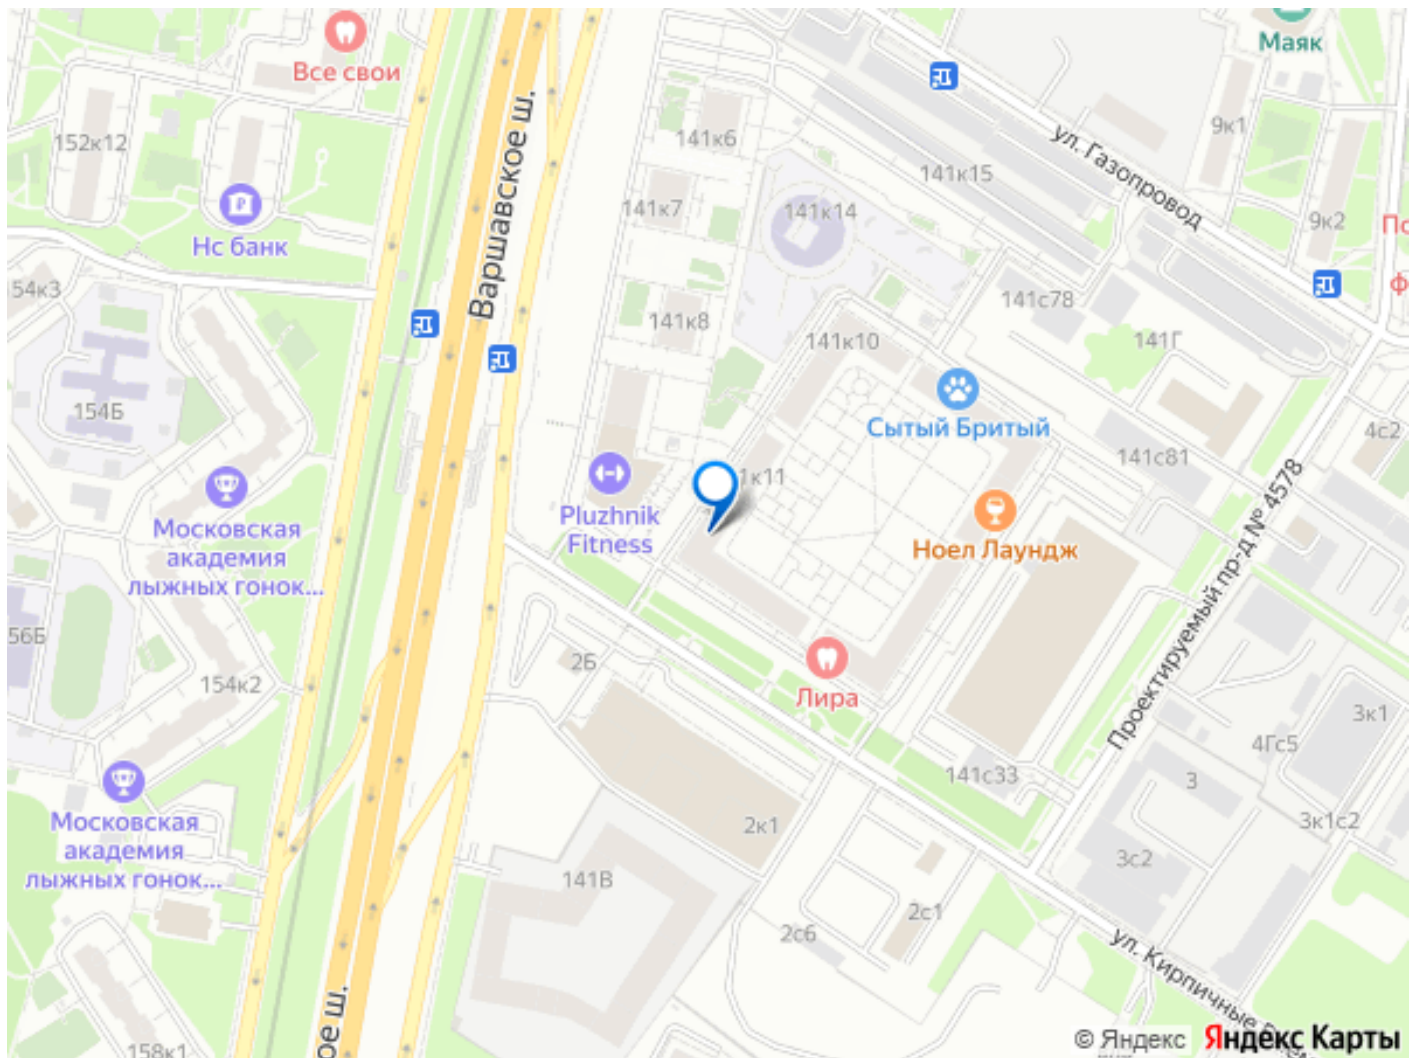 Все свои
Маяк
152к12
Варшавское ш.
141к6
ул. Газопровод
9к1
141к15
141к7
141к14
9к2
Нс банк
54к3
141к8
141с78
141к10
141Г
154Б
Сытый Бритый
4с2
141с81
1к11
Pluzhnik
Fitness
Московская
академия
лыжных гонок...
Ноел Лаундж
Проектируемый пр-д № 4578
56Б
2Б
154к2
Лира
3к1
4Гс5
141с33
3
Московская
академия
лыжных гонок...
2к1
3к1с2
3с2
141В
2с1
2с6
ул. Кирпичные
158к1
© Яндекс Яндекс Карты